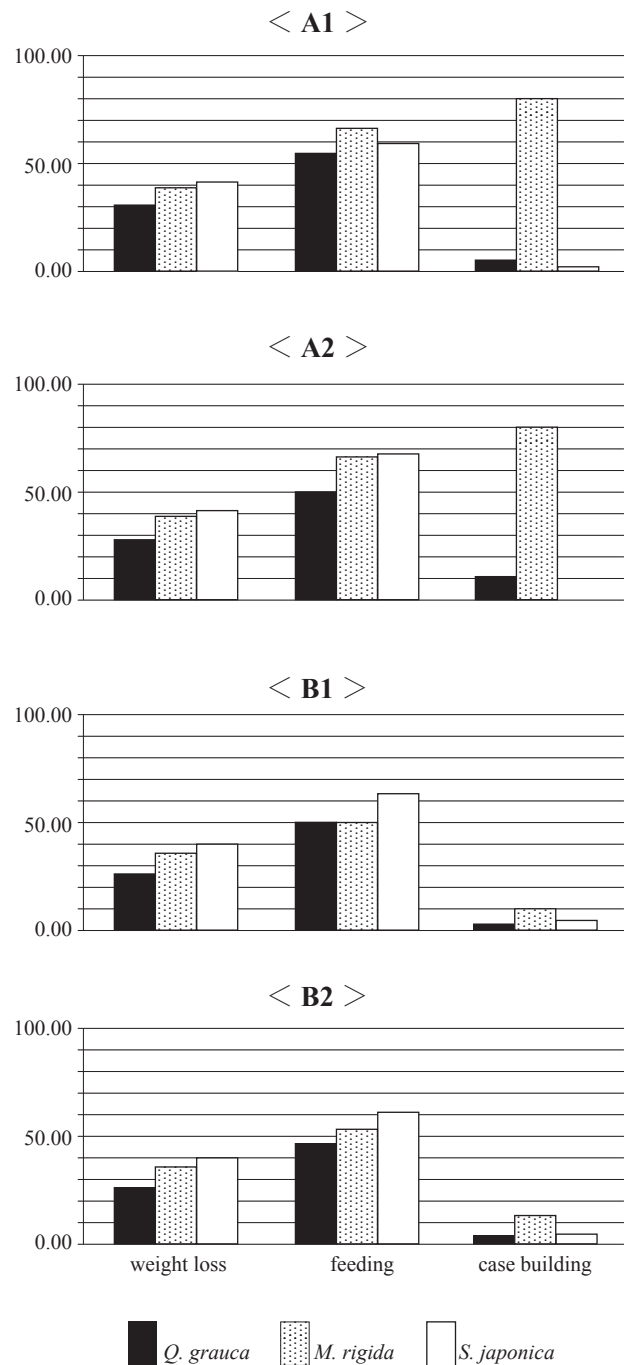 < A1 >
100.00
50.00
0.00
< A2 >
100.00
50.00
0.00
< B1 >
100.00
50.00
0.00
< B2 >
100.00
50.00
0.00
weight loss feeding case building
Q. grauca M. rigida S. japonica